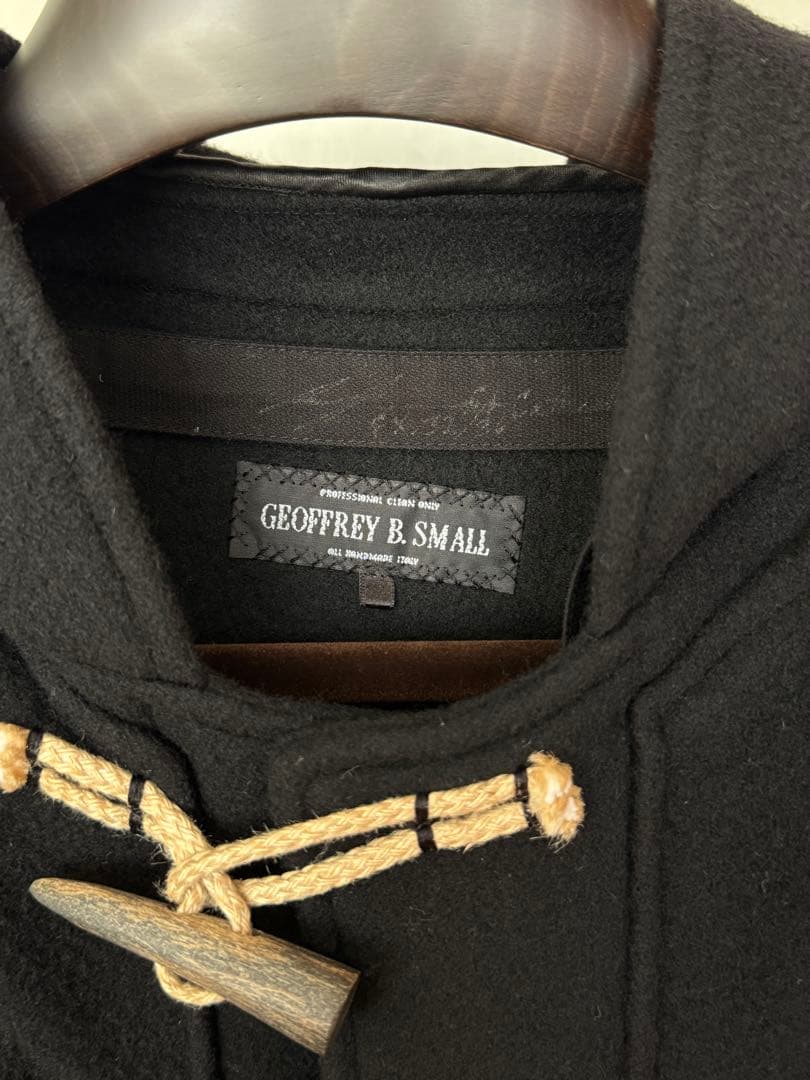 PROFESSIONAL CLEAN ONLY
GEOFFREY B. SMALL
ALL HANDMADE ITALY